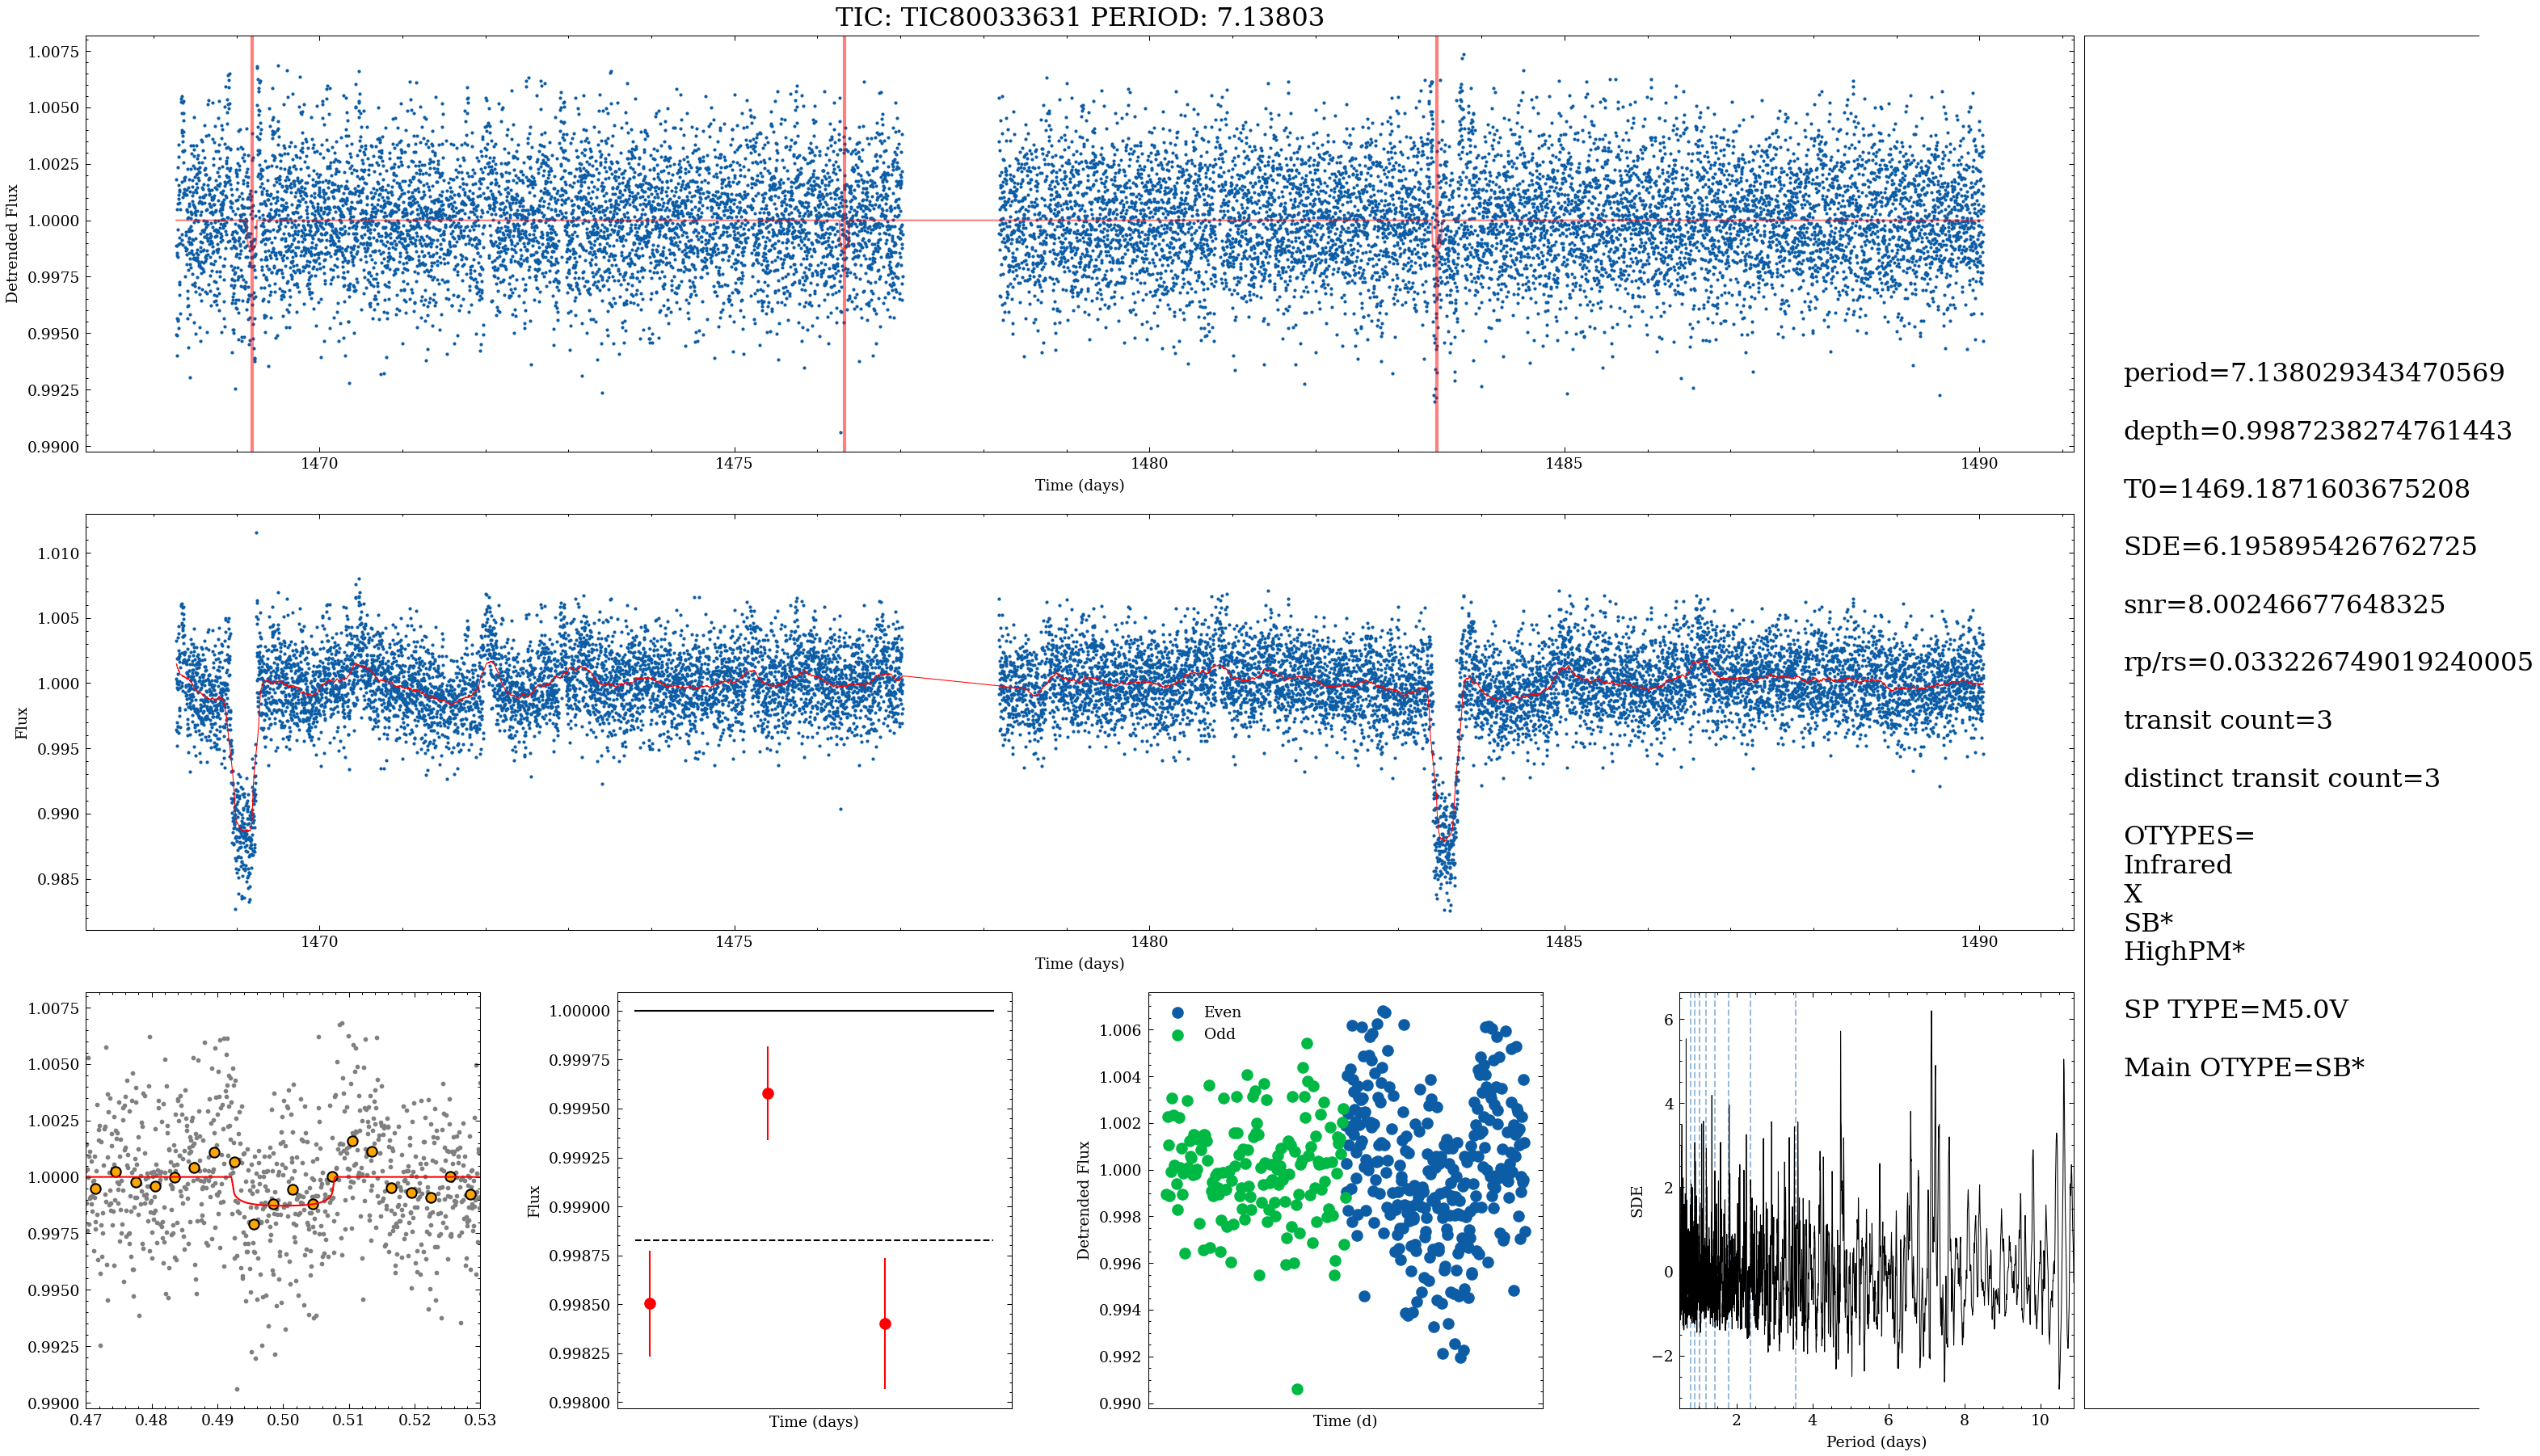 TIC: TIC80033631 PERIOD: 7.13803
1.0075
1.0050
1.0025
1.0000
0.9975
0.9950
0.9925
0.9900
Detrended Flux
1470
1475
1480
1485
1490
Time (days)
1.010
1.005
1.000
0.995
0.990
0.985
Flux
1470
1475
1480
1485
1490
Time (days)
1.0075
1.0050
1.0025
1.0000
0.9975
0.9950
0.9925
0.9900
0.47
0.48
0.49
0.50
0.51
0.52
0.53
1.00000
0.99975
0.99950
0.99925
0.99900
0.99875
0.99850
0.99825
0.99800
Flux
Time (days)
Even
Odd
1.006
1.004
1.002
1.000
0.998
0.996
0.994
0.992
0.990
Detrended Flux
Time (d)
6
4
2
0
−2
SDE
2
4
6
8
10
Period (days)
period=7.138029343470569
depth=0.9987238274761443
T0=1469.1871603675208
SDE=6.195895426762725
snr=8.00246677648325
rp/rs=0.033226749019240005
transit count=3
distinct transit count=3
OTYPES=
Infrared
X
SB*
HighPM*
SP TYPE=M5.0V
Main OTYPE=SB*